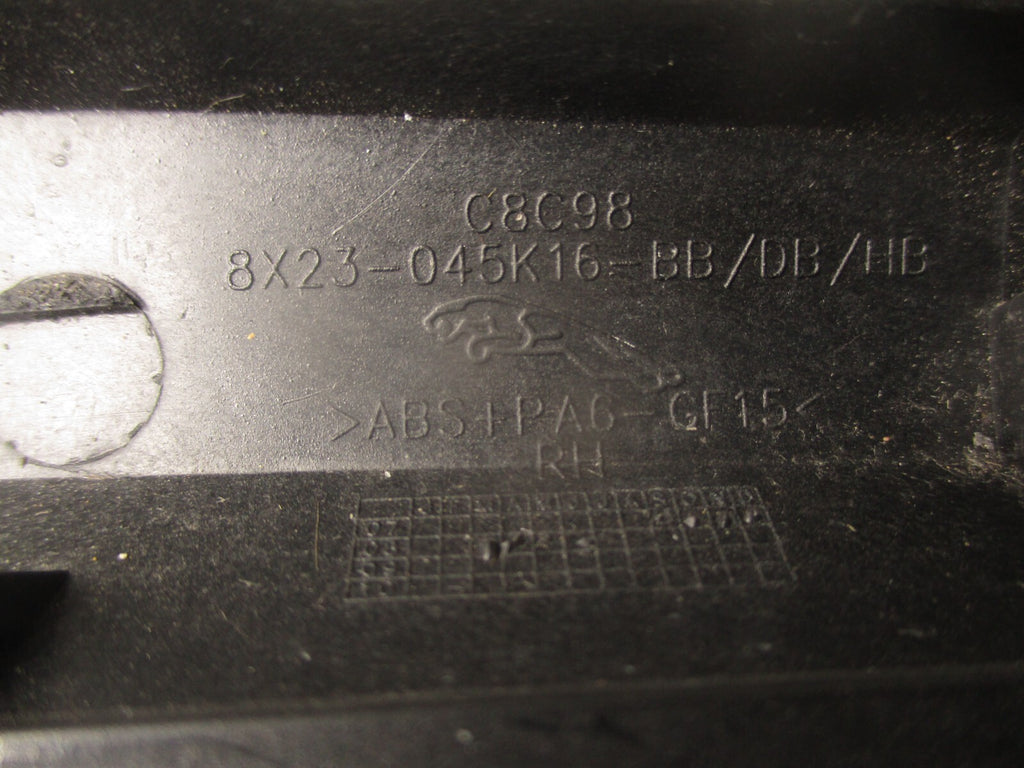 C8C98
8X23-045K16-BB/DB/HB
>ABS+PA6-GF15<
RH